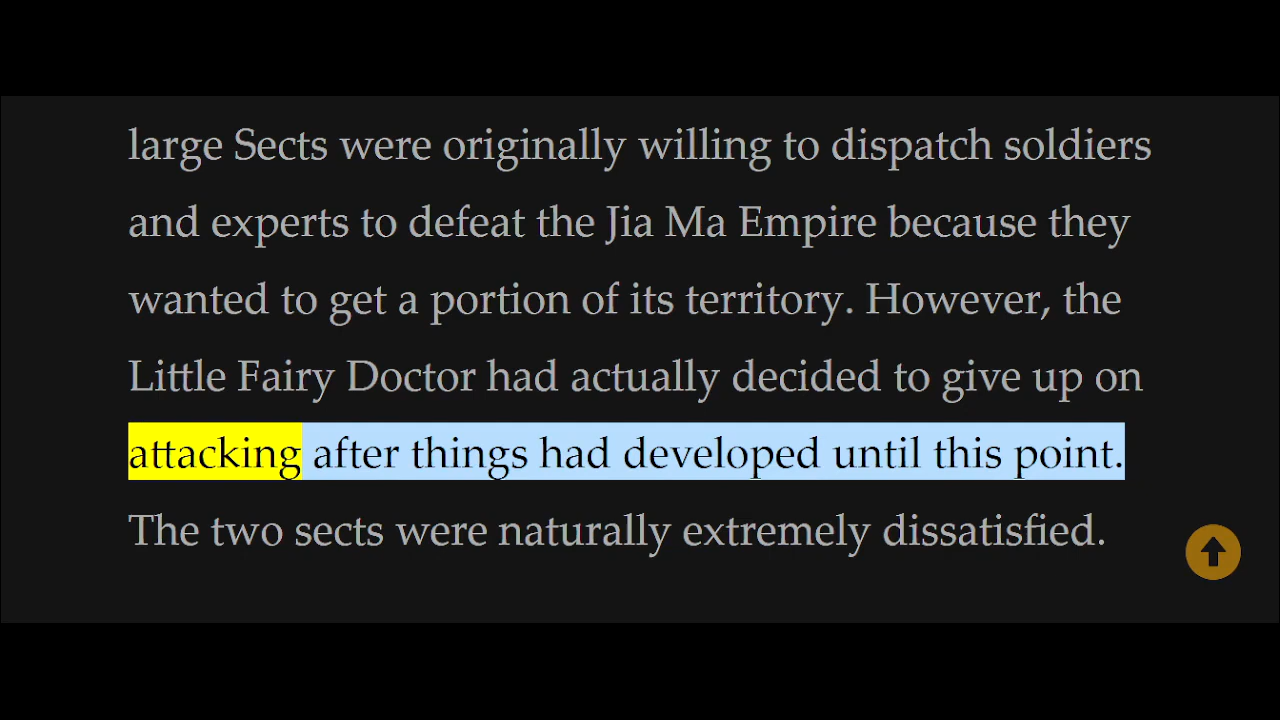 large Sects were originally willing to dispatch soldiers
and experts to defeat the Jia Ma Empire because they
wanted to get a portion of its territory. However, the
Little Fairy Doctor had actually decided to give up on
attacking after things had developed until this point.
The two sects were naturally extremely dissatisfied.